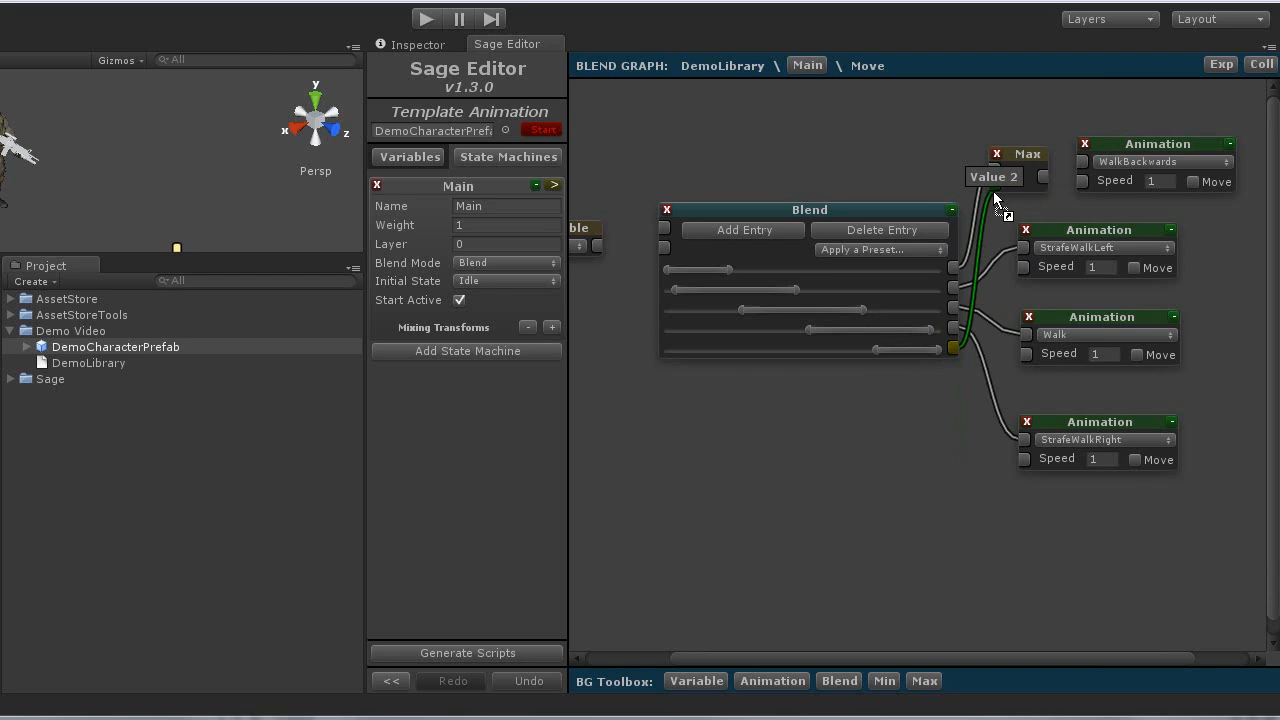 Layers
Layout
Gizmos
All
y
x
z
Persp
Project
Create
All
AssetStore
AssetStoreTools
Demo Video
DemoCharacterPrefab
DemoLibrary
Sage
Inspector
Sage Editor
Sage Editor
v1.3.0
Template Animation
DemoCharacterPrefa
Start
Variables
State Machines
X
Main
-
>
Name
Main
Weight
1
Layer
0
Blend Mode
Blend
Initial State
Idle
Start Active
Mixing Transforms
-
+
Add State Machine
Generate Scripts
<<
Redo
Undo
BLEND GRAPH: DemoLibrary \ Main \ Move
Exp
Coll
ble
X
Blend
-
Add Entry
Delete Entry
Apply a Preset...
X
Max
Value 2
X
Animation
-
WalkBackwards
Speed
1
Move
X
Animation
-
StrafeWalkLeft
Speed
1
Move
X
Animation
-
Walk
Speed
1
Move
X
Animation
-
StrafeWalkRight
Speed
1
Move
BG Toolbox:
Variable
Animation
Blend
Min
Max